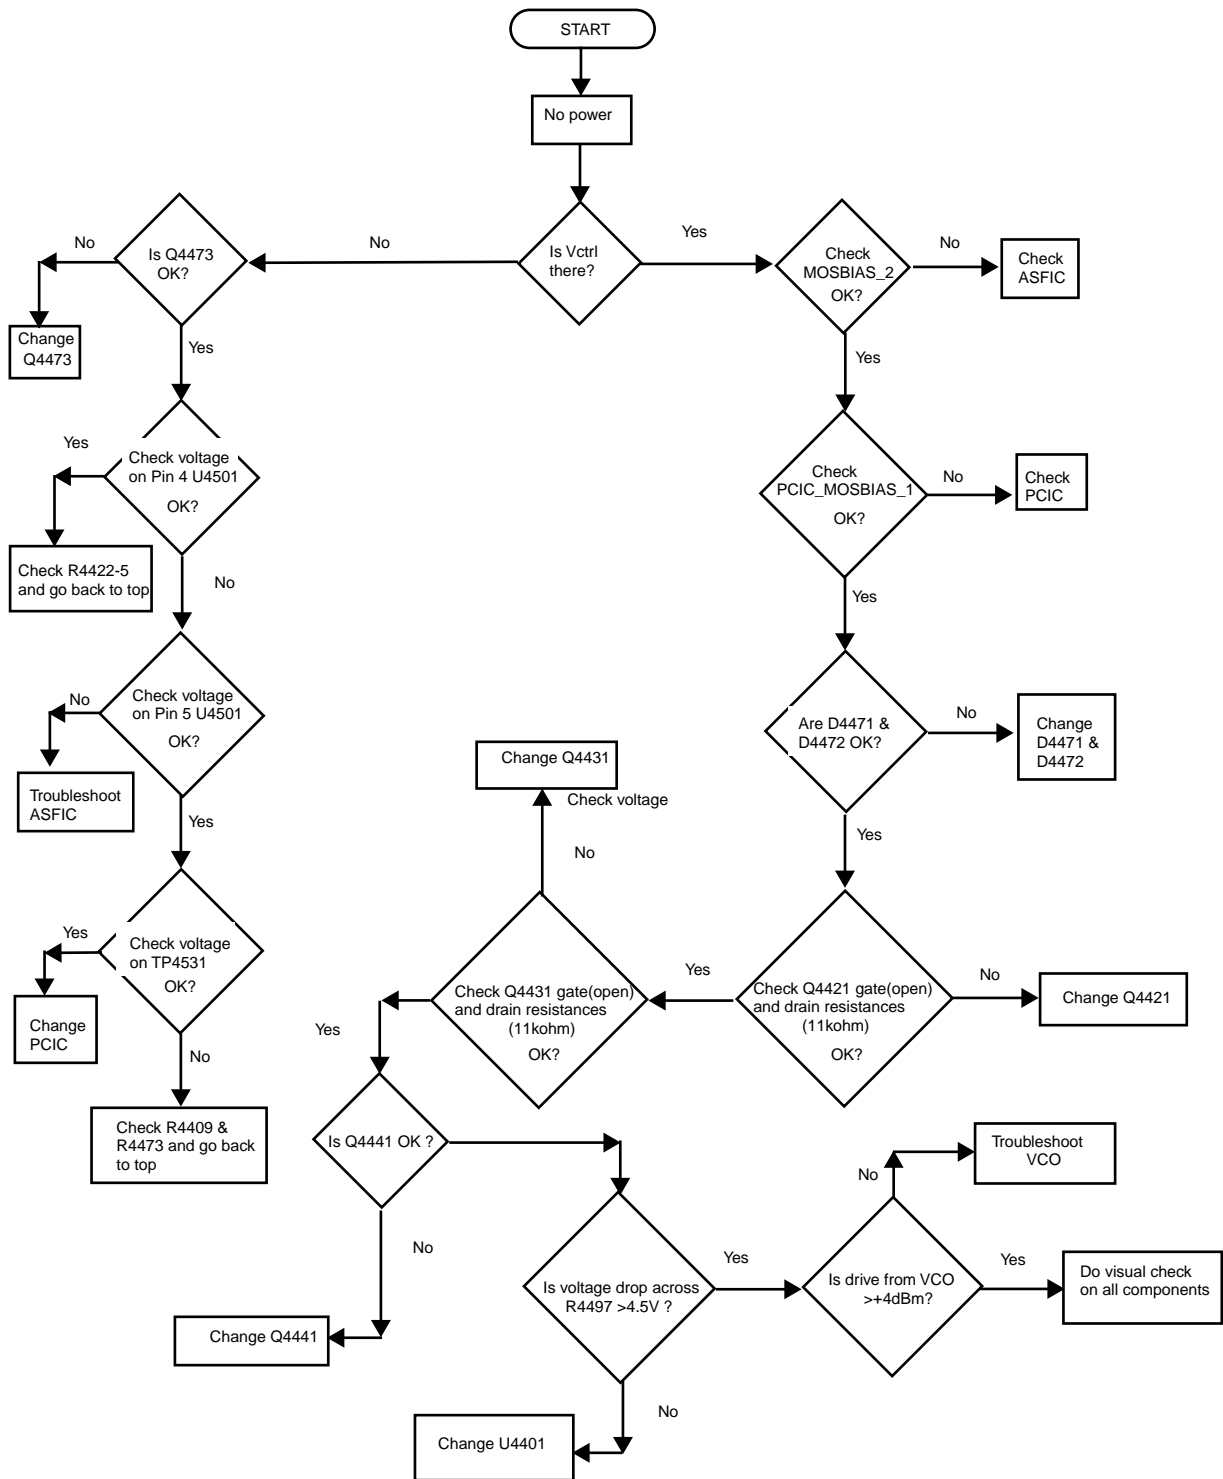 START
No power
Is Vctrl
there?
No
Yes
Is Q4473
OK?
No
Change
Q4473
Yes
Check
MOSBIAS_2
OK?
No
Check
ASFIC
Yes
Check voltage
on Pin 4 U4501
OK?
Yes
Check R4422-5
and go back to top
No
Check
PCIC_MOSBIAS_1
OK?
No
Check
PCIC
Yes
Check voltage
on Pin 5 U4501
OK?
No
Troubleshoot
ASFIC
Yes
Are D4471 &
D4472 OK?
No
Change
D4471 &
D4472
Yes
Change Q4431
Check voltage
No
Check voltage
on TP4531
OK?
Yes
Change
PCIC
No
Check R4409 &
R4473 and go back
to top
Check Q4431 gate(open)
and drain resistances
(11kohm)
OK?
Yes
Check Q4421 gate(open)
and drain resistances
(11kohm)
OK?
No
Change Q4421
Yes
Is Q4441 OK ?
No
Change Q4441
Is voltage drop across
R4497 >4.5V ?
Yes
No
Change U4401
Is drive from VCO
>+4dBm?
No
Troubleshoot
VCO
Yes
Do visual check
on all components